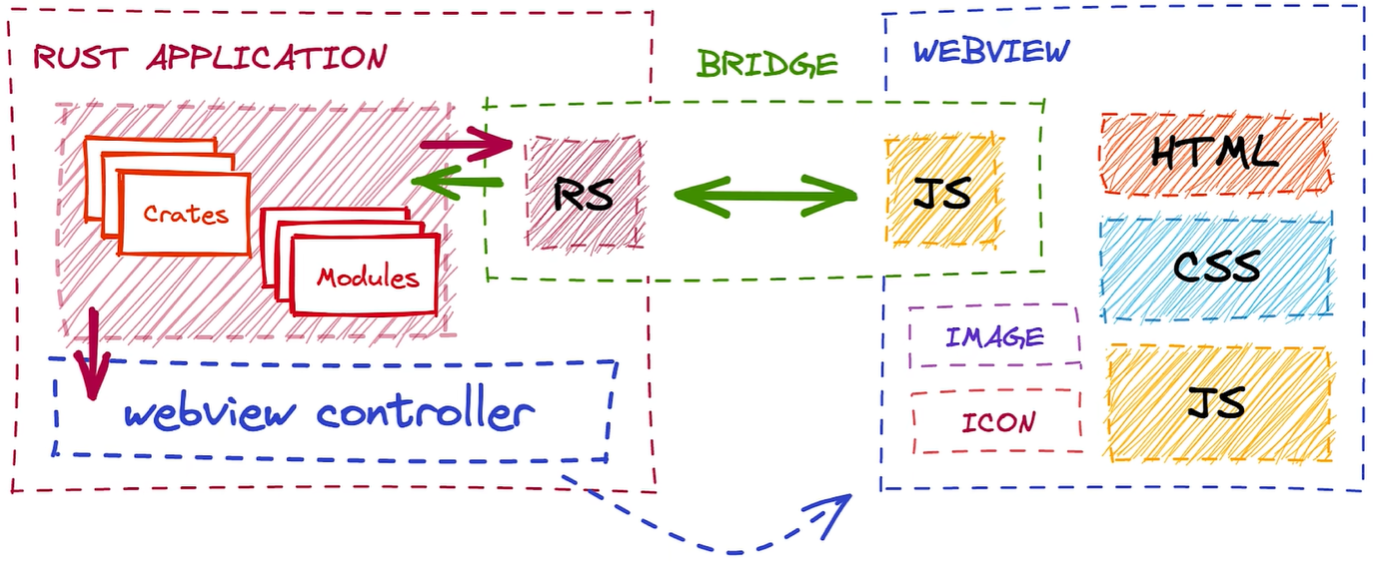 RUST APPLICATION
BRIDGE
WEBVIEW
Crates
Modules
RS
JS
HTML
CSS
JS
IMAGE
ICON
webview controller